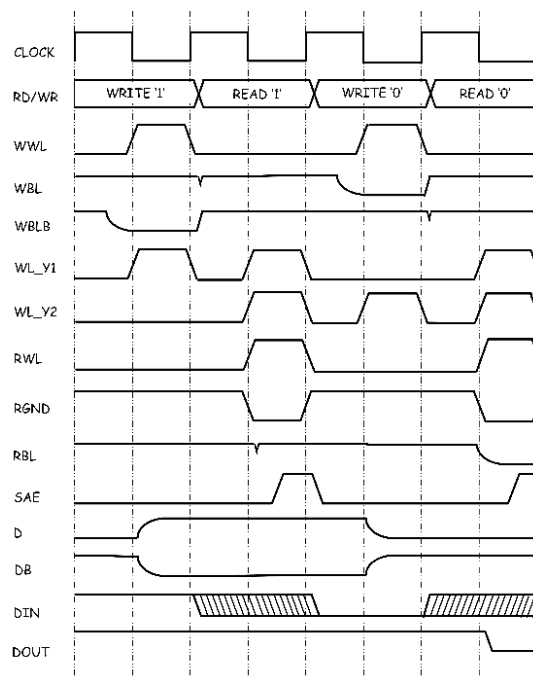 CLOCK
RD/WR WRITE '1' READ '1' WRITE '0' READ '0'
WWL
WBL
WBLB
WL_Y1
WL_Y2
RWL
RGND
RBL
SAE
D
DB
DIN
DOUT